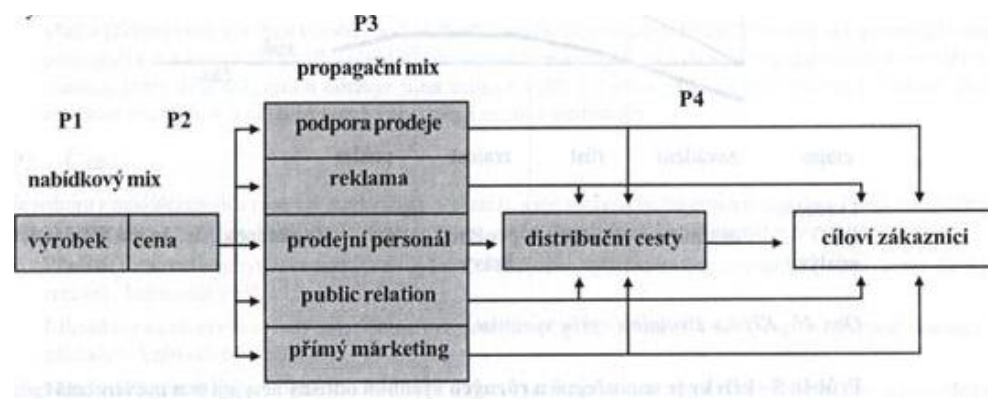 P3
propagační mix
P4
P1 P2
podpora prodeje
nabídkový mix
reklama
výrobek cena
prodejní personál
distribuční cesty
cíloví zákazníci
public relation
přímý márketing